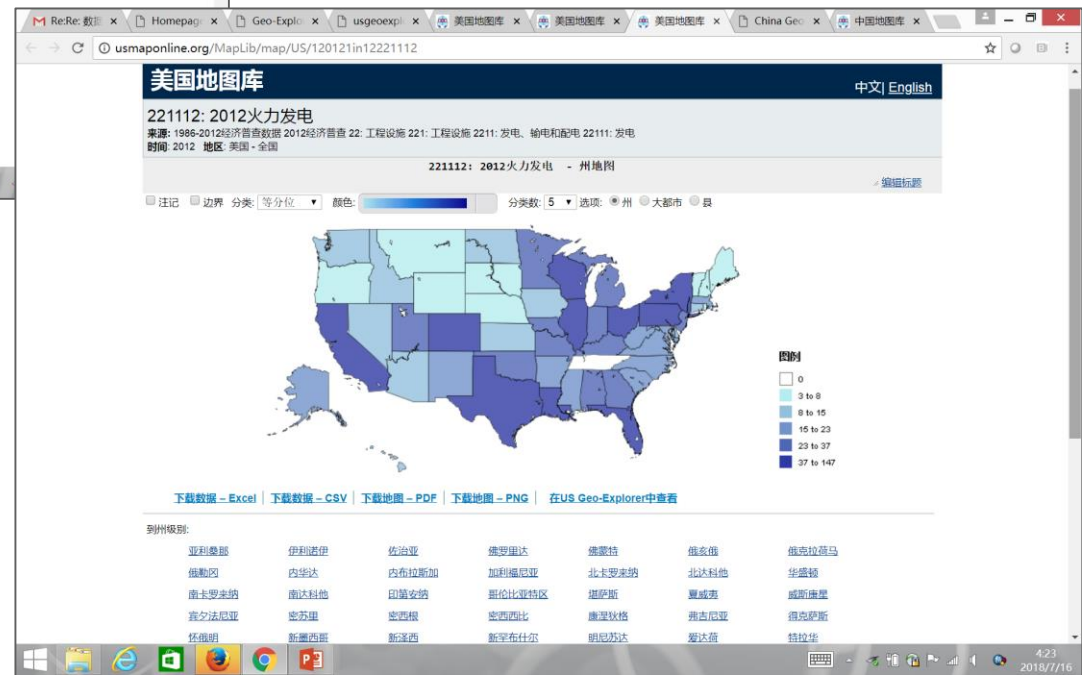 Re:Re: 数据
Homepage
Geo-Explo
usgeoexpl
美国地图库
美国地图库
美国地图库
China Geo
中国地图库
usmaponline.org/MapLib/map/US/120121in12221112
美国地图库
中文| English
221112: 2012火力发电
来源: 1986-2012经济普查数据 2012经济普查 22: 工程设施 221: 工程设施 2211: 发电、输电和配电 22111: 发电
时间: 2012 地区: 美国 - 全国
221112: 2012火力发电 - 州地图
编辑标题
注记 边界 分类: 等分位 颜色: 分类数: 5 选项: 州 大都市 县
图例
0
3 to 8
8 to 15
15 to 23
23 to 37
37 to 147
下载数据 – Excel | 下载数据 – CSV | 下载地图 – PDF | 下载地图 – PNG | 在US Geo-Explorer中查看
到州级别:
亚利桑那 伊利诺伊 佐治亚 佛罗里达 佛蒙特 俄亥俄 俄克拉荷马
俄勒冈 内华达 内布拉斯加 加利福尼亚 北卡罗来纳 北达科他 华盛顿
南卡罗来纳 南达科他 印第安纳 哥伦比亚特区 堪萨斯 夏威夷 威斯康星
宾夕法尼亚 密苏里 密西根 密西西比 康涅狄格 弗吉尼亚 得克萨斯
怀俄明 新墨西哥 新泽西 新罕布什尔 明尼苏达 爱达荷 特拉华
4:23
2018/7/16